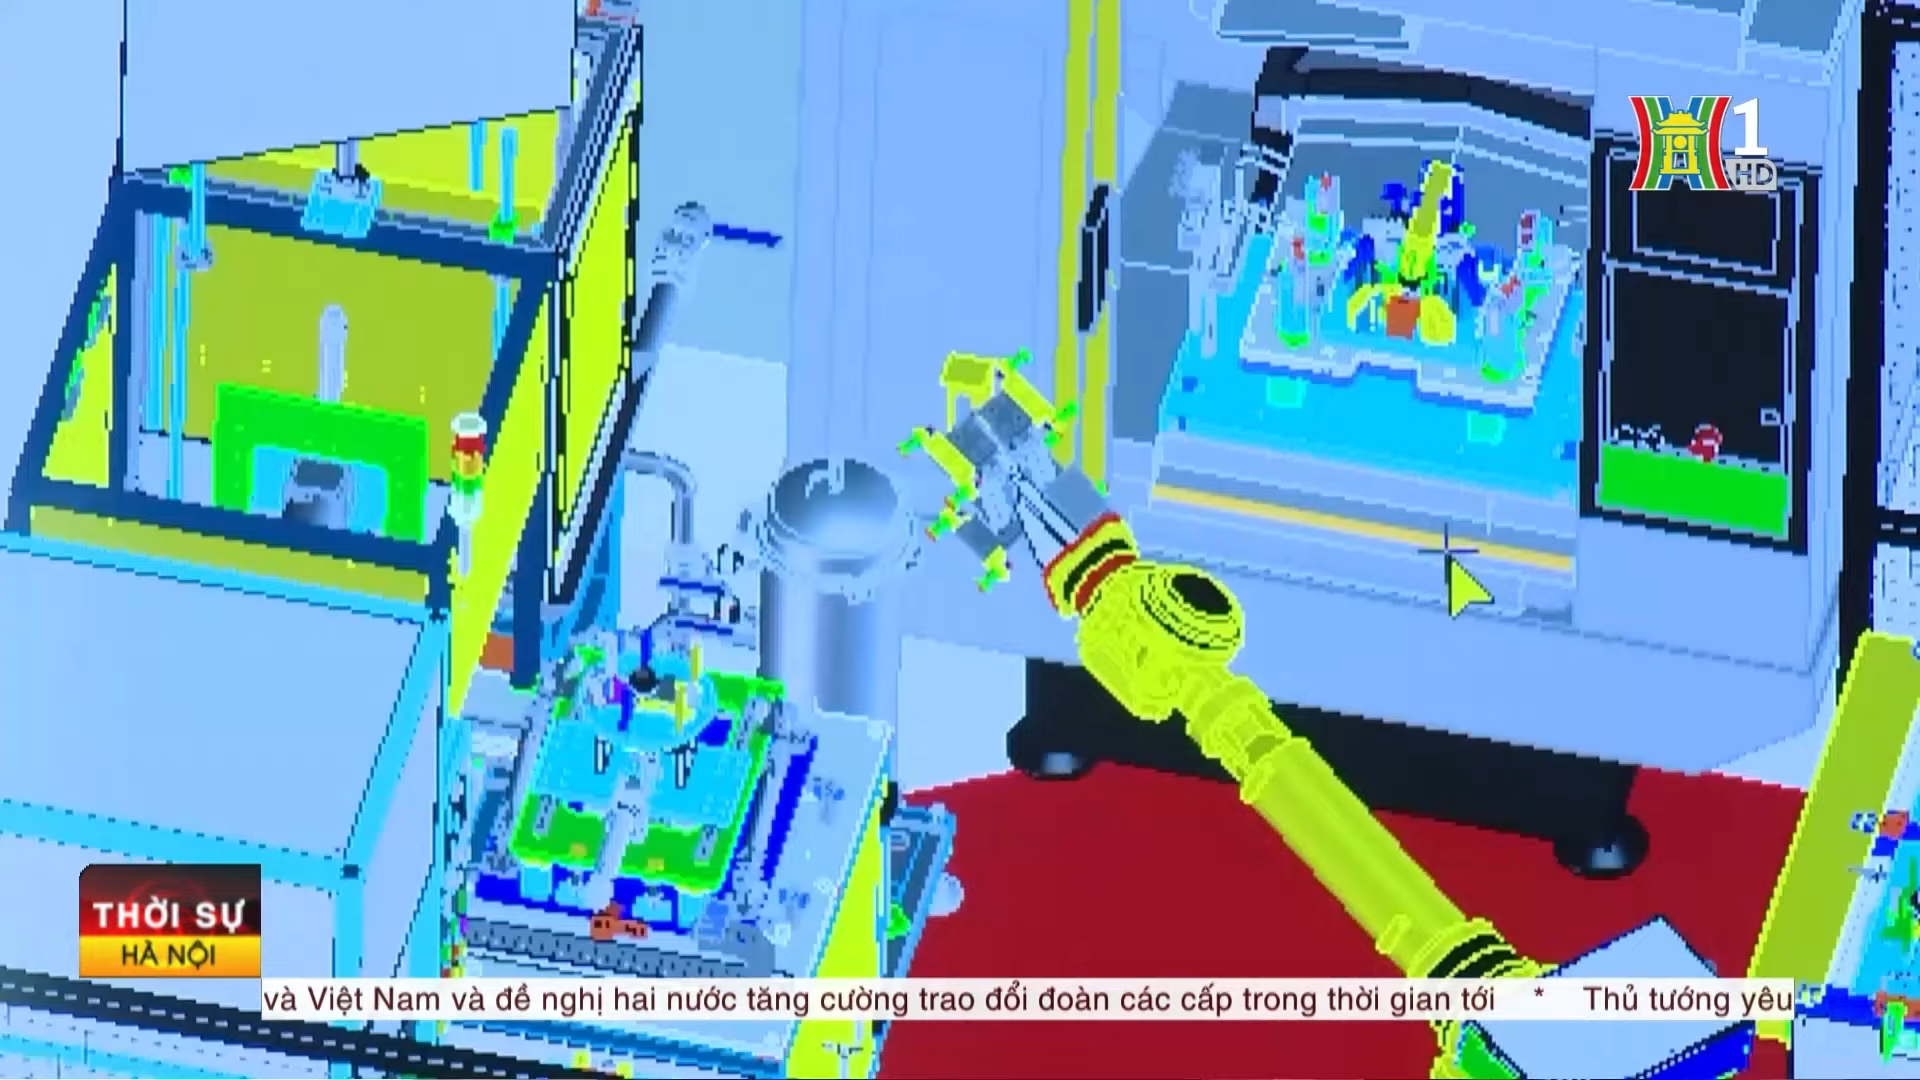 1
HD
THỜI SỰ
HÀ NỘI
và Việt Nam và đề nghị hai nước tăng cường trao đổi đoàn các cấp trong thời gian tới * Thủ tướng yêu